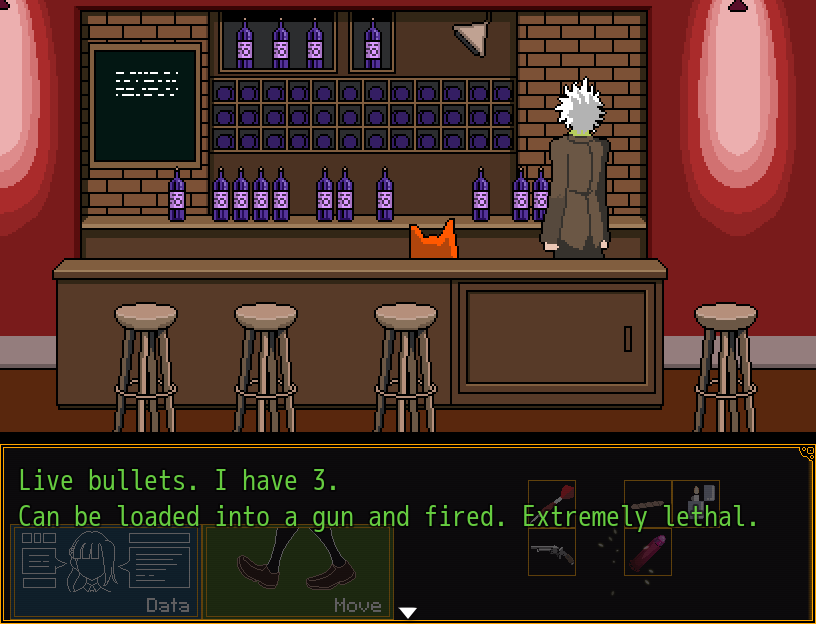 Live bullets. I have 3.
Can be loaded into a gun and fired. Extremely lethal.
Data
Move